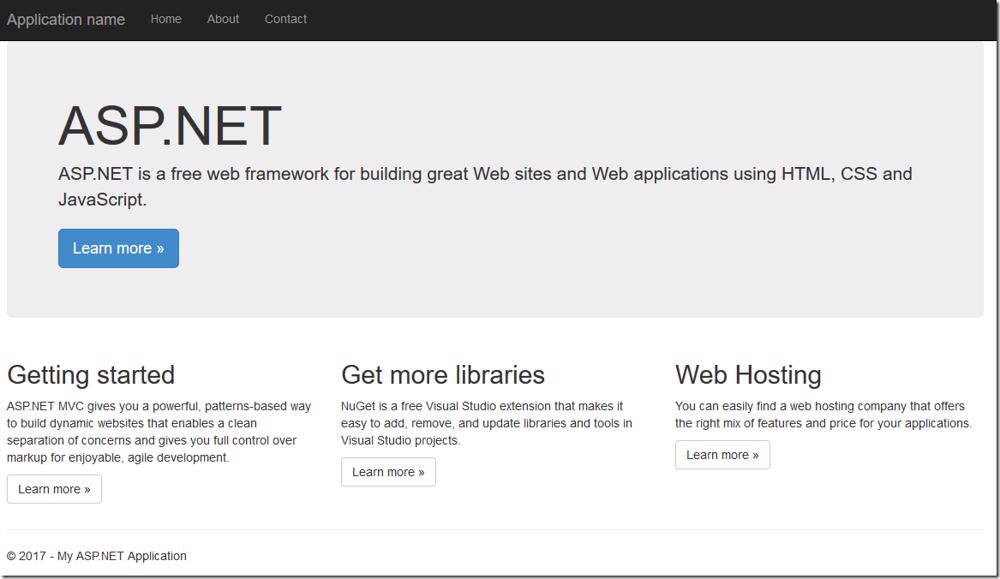 Application name Home About Contact
ASP.NET
ASP.NET is a free web framework for building great Web sites and Web applications using HTML, CSS and
JavaScript.
Learn more »
Getting started
ASP.NET MVC gives you a powerful, patterns-based way
to build dynamic websites that enables a clean
separation of concerns and gives you full control over
markup for enjoyable, agile development.
Learn more »
Get more libraries
NuGet is a free Visual Studio extension that makes it
easy to add, remove, and update libraries and tools in
Visual Studio projects.
Learn more »
Web Hosting
You can easily find a web hosting company that offers
the right mix of features and price for your applications.
Learn more »
© 2017 - My ASP.NET Application